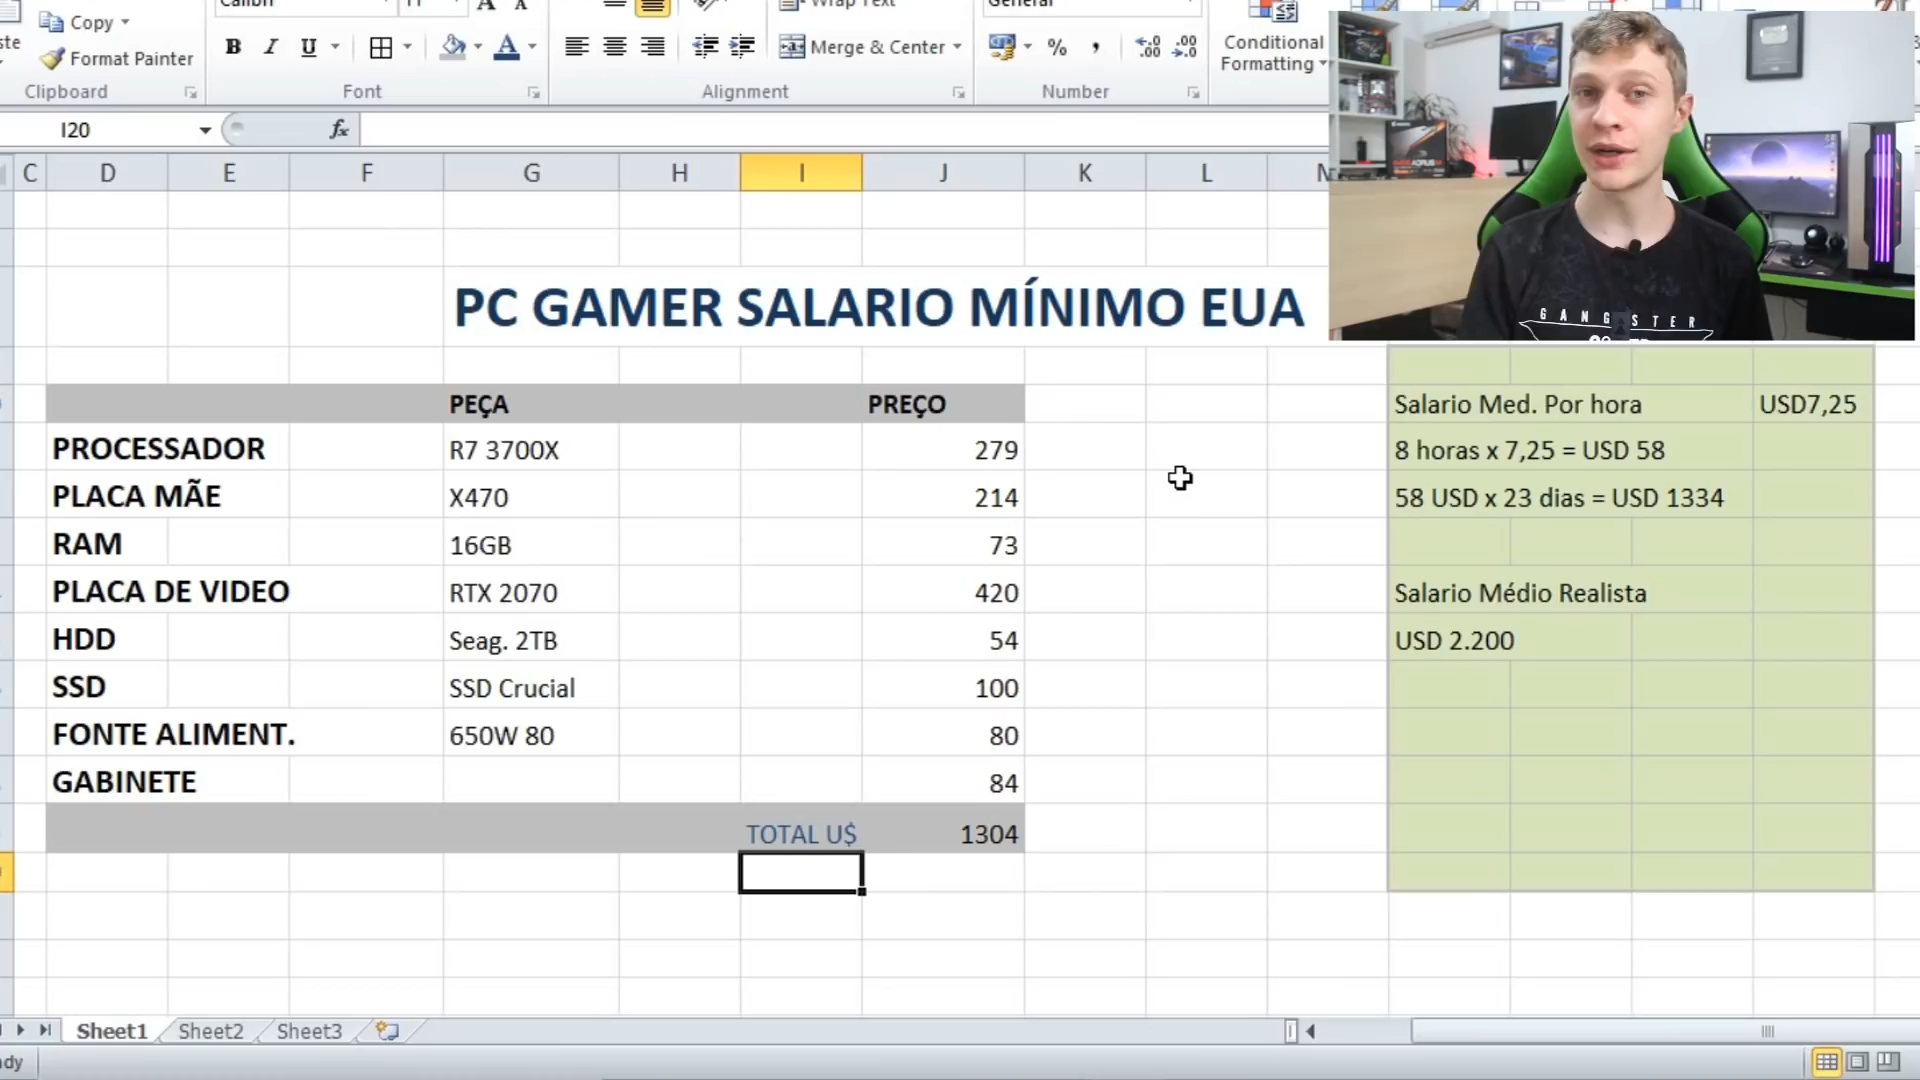 Calibri
11
Wrap Text
General
Copy
Format Painter
B I U
Merge & Center
%
Conditional
Formatting
Clipboard
Font
Alignment
Number
I20
fx
C D E F G H I J K L
PC GAMER SALARIO MÍNIMO EUA
GANGSTER
PEÇA PREÇO
PROCESSADOR R7 3700X 279
PLACA MÃE X470 214
RAM 16GB 73
PLACA DE VIDEO RTX 2070 420
HDD Seag. 2TB 54
SSD SSD Crucial 100
FONTE ALIMENT. 650W 80 80
GABINETE 84
TOTAL U$ 1304
Salario Med. Por hora USD7,25
8 horas x 7,25 = USD 58
58 USD x 23 dias = USD 1334
Salario Médio Realista
USD 2.200
Sheet1 Sheet2 Sheet3